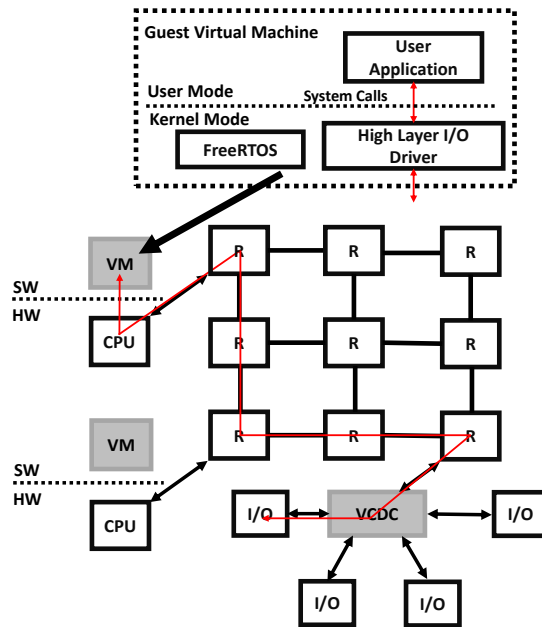 Guest Virtual Machine
User
Application
User Mode
System Calls
Kernel Mode
FreeRTOS
High Layer I/O
Driver
VM
R
R
R
SW
HW
CPU
R
R
R
VM
R
R
R
SW
HW
CPU
I/O
VCDC
I/O
I/O
I/O